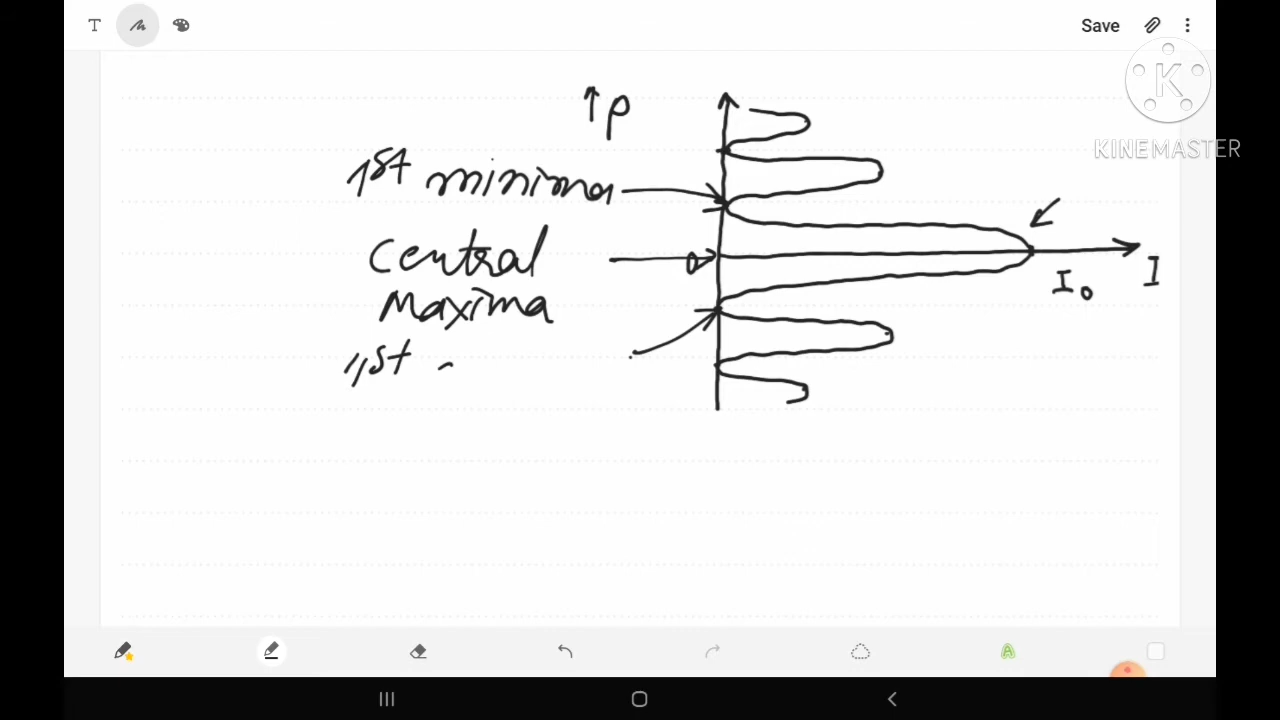 T
Save
K
KINEMASTER
↑ρ
1st minima
Central
0
Maxima
I₀
I
1st
A